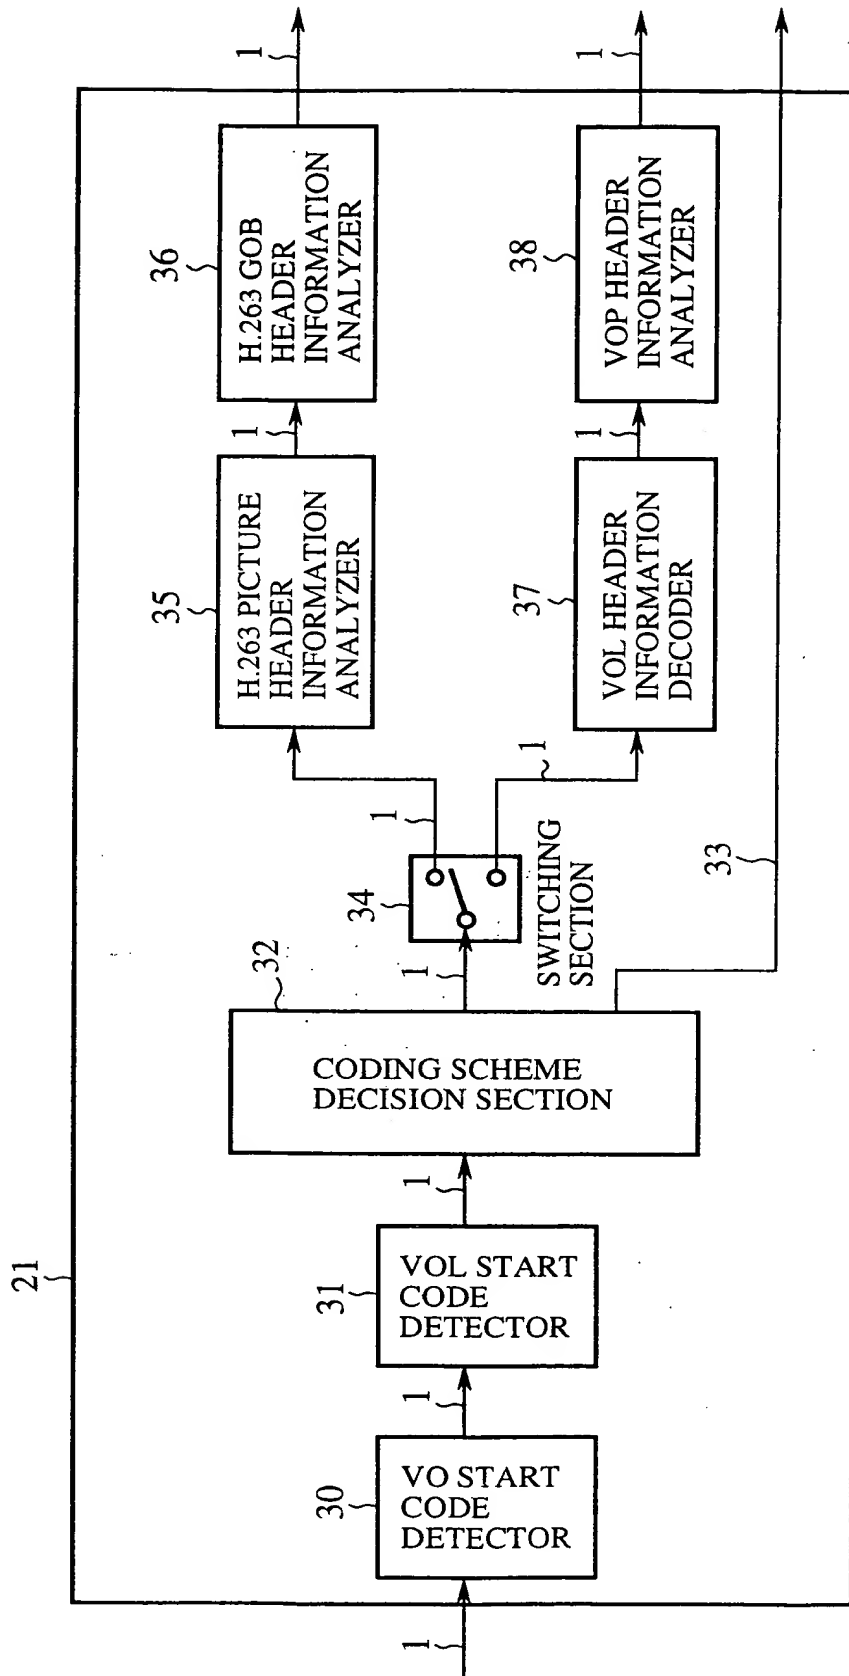 21
1
30
VO START
CODE
DETECTOR
1
31
VOL START
CODE
DETECTOR
1
32
CODING SCHEME
DECISION SECTION
1
34
SWITCHING
SECTION
33
1
35
H.263 PICTURE
HEADER
INFORMATION
ANALYZER
1
36
H.263 GOB
HEADER
INFORMATION
ANALYZER
1
1
37
VOL HEADER
INFORMATION
DECODER
1
38
VOP HEADER
INFORMATION
ANALYZER
1